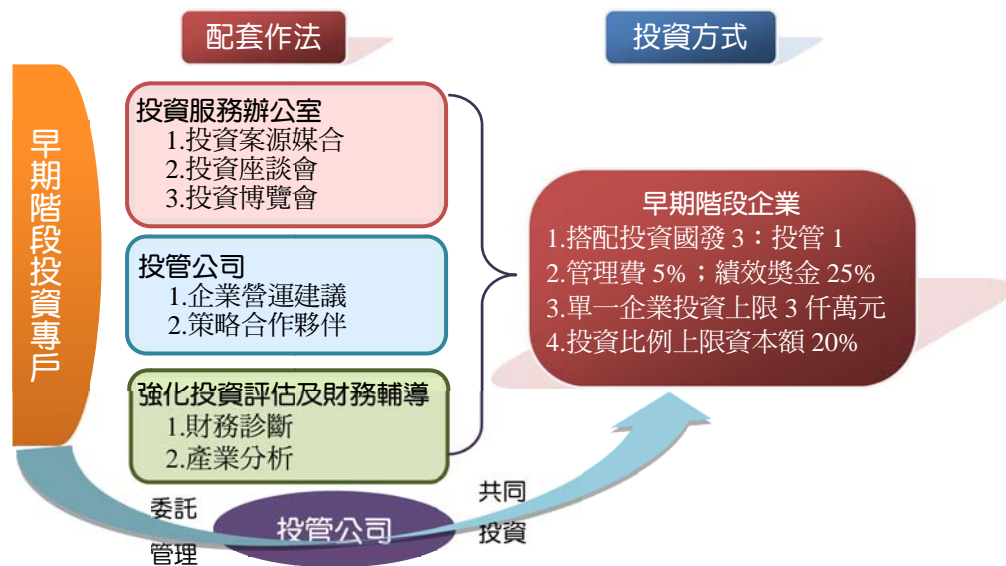 配套作法
投資方式
早期階段投資專戶
投資服務辦公室
1.投資案源媒合
2.投資座談會
3.投資博覽會
投管公司
1.企業營運建議
2.策略合作夥伴
強化投資評估及財務輔導
1.財務診斷
2.產業分析
早期階段企業
1.搭配投資國發 3：投管 1
2.管理費 5%；績效獎金 25%
3.單一企業投資上限 3 仟萬元
4.投資比例上限資本額 20%
委託
管理
投管公司
共同
投資